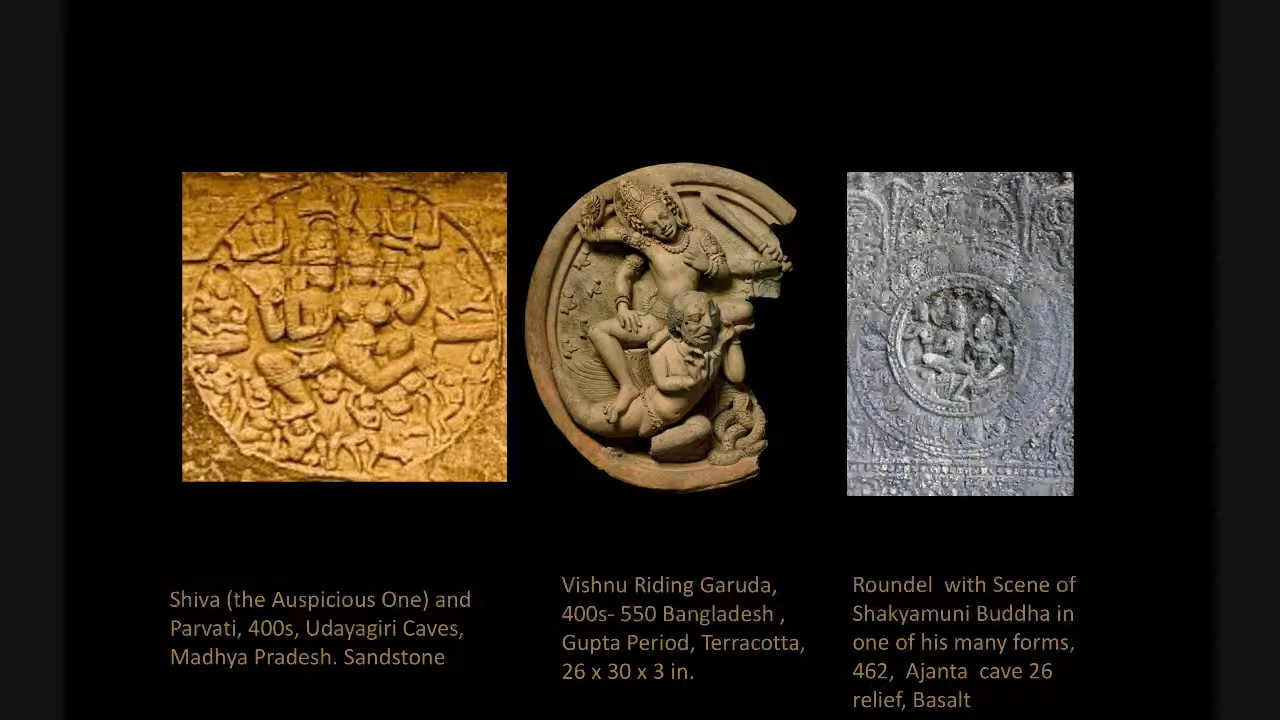 Shiva (the Auspicious One) and
Parvati, 400s, Udayagiri Caves,
Madhya Pradesh. Sandstone
Vishnu Riding Garuda,
400s- 550 Bangladesh ,
Gupta Period, Terracotta,
26 x 30 x 3 in.
Roundel  with Scene of
Shakyamuni Buddha in
one of his many forms,
462,  Ajanta  cave 26
relief, Basalt